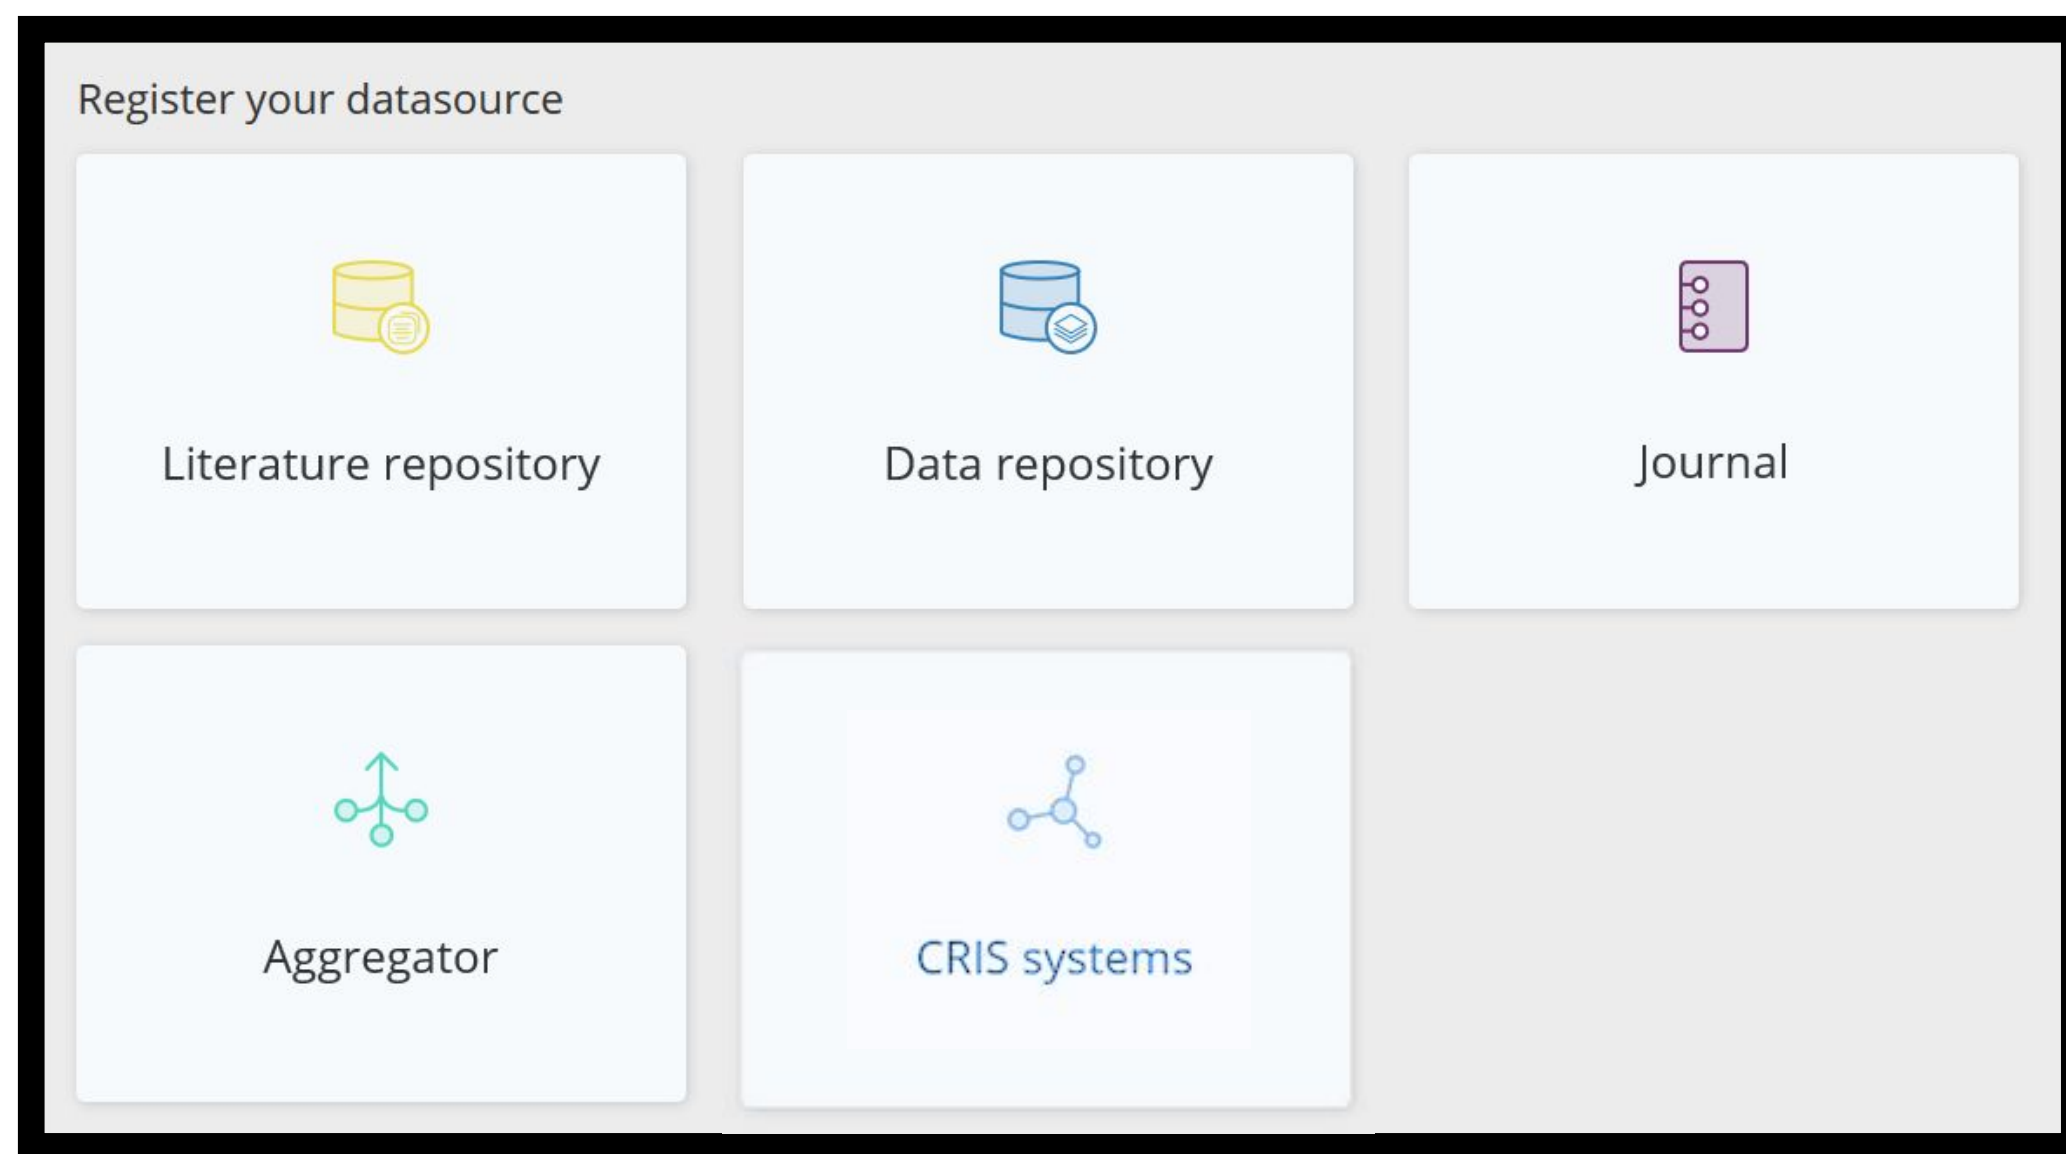 Register your datasource
Literature repository
Data repository
Journal
Aggregator
CRIS systems